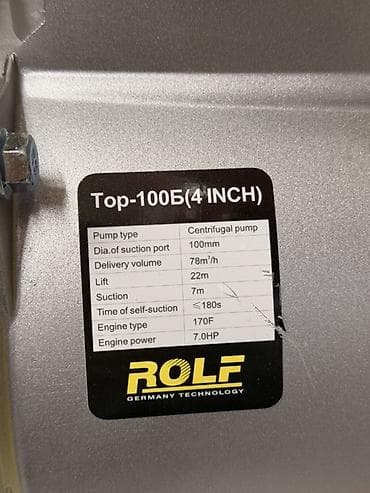 Top-100Б(4 INCH)
Pump type Centrifugal pump
Dia.of suction port 100mm
Delivery volume 78m³/h
Lift 22m
Suction 7m
Time of self-suction ≤180s
Engine type 170F
Engine power 7.0HP
ROLF
GERMANY TECHNOLOGY